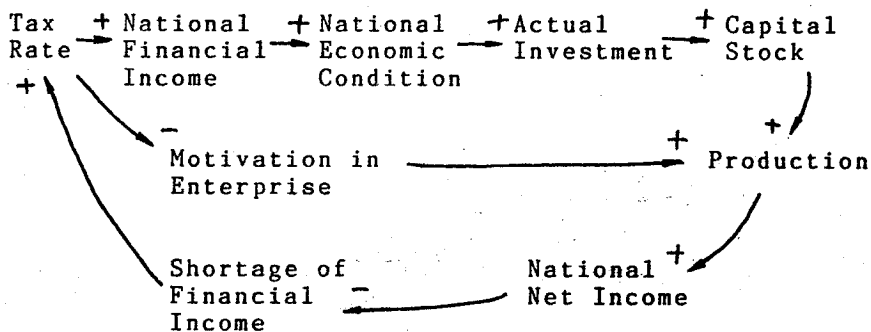 Tax + National + National + Actual + Capital
Rate Financial Economic Investment Stock
Income Condition
+
- + +
Motivation in Production
Enterprise
Shortage of National +
Financial - Net Income
Income